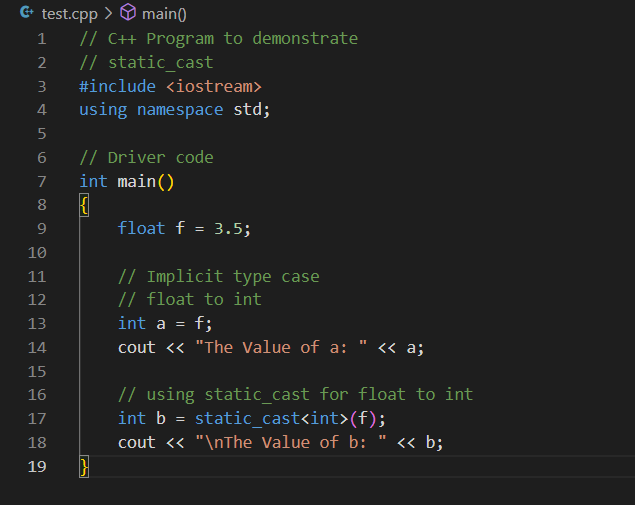 test.cpp > main()
1 // C++ Program to demonstrate
2 // static_cast
3 #include <iostream>
4 using namespace std;
5
6 // Driver code
7 int main()
8 {
9     float f = 3.5;
10
11     // Implicit type case
12     // float to int
13     int a = f;
14     cout << "The Value of a: " << a;
15
16     // using static_cast for float to int
17     int b = static_cast<int>(f);
18     cout << "\nThe Value of b: " << b;
19 }